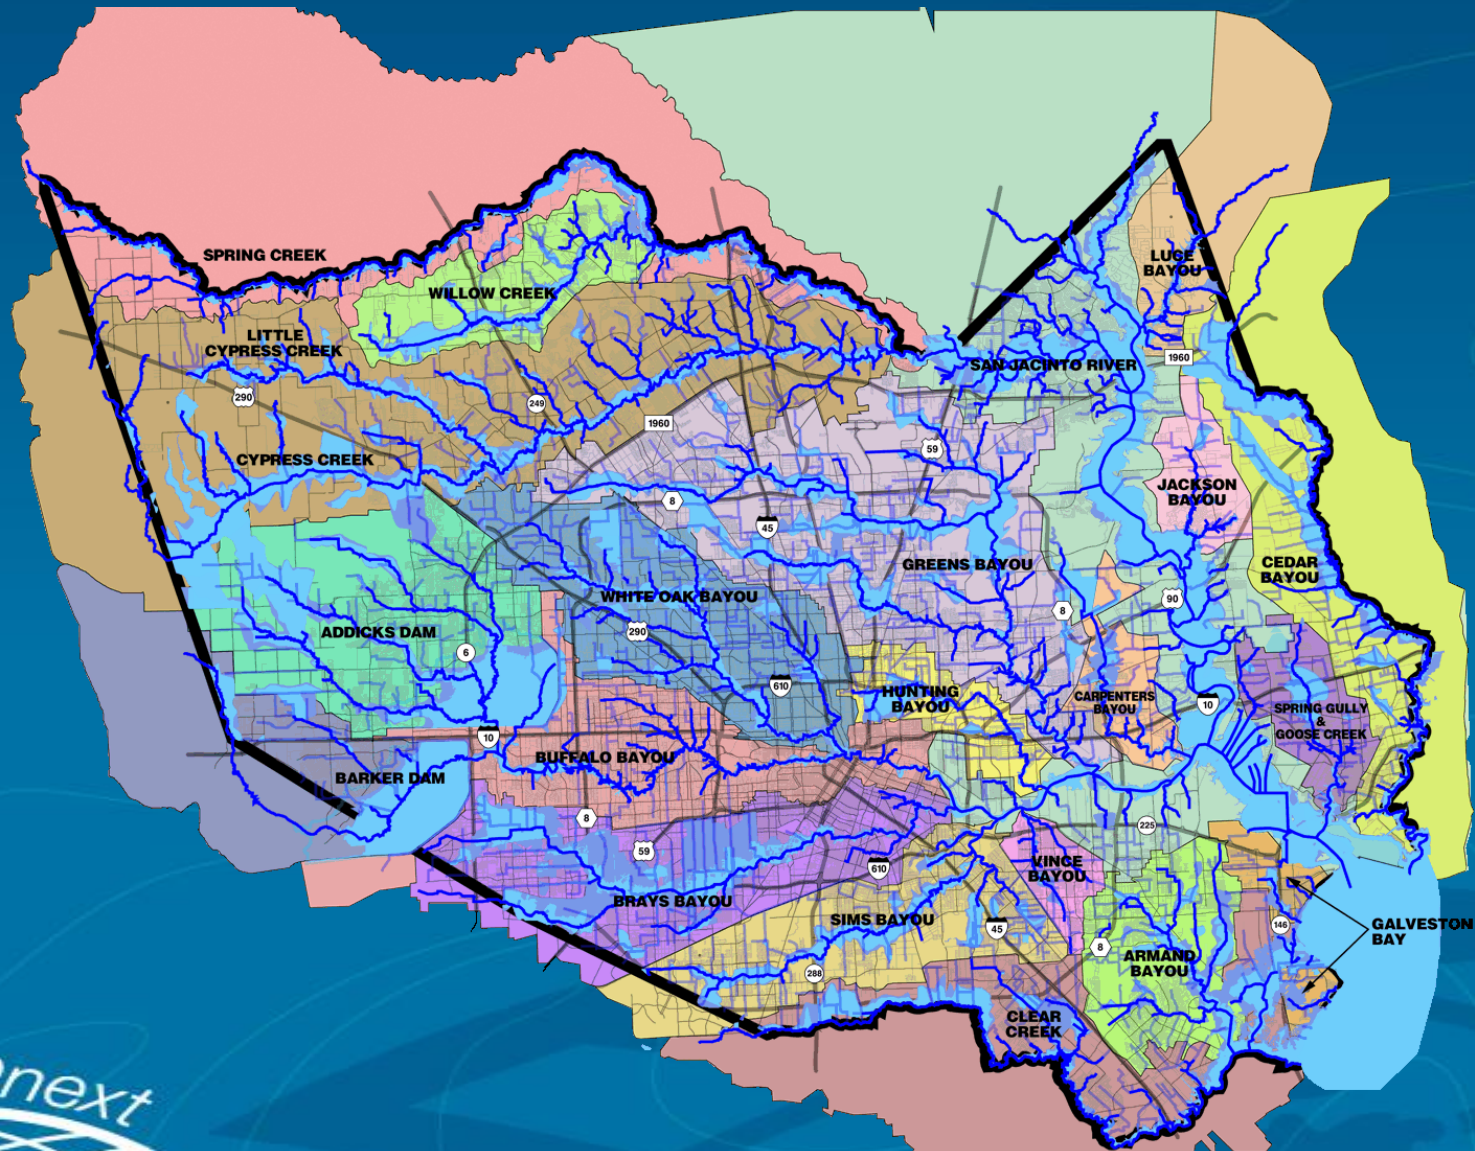 SPRING CREEK
WILLOW CREEK
LUCE
BAYOU
LITTLE
CYPRESS CREEK
SAN JACINTO RIVER
1960
290
249
1960
59
CYPRESS CREEK
8
45
JACKSON
BAYOU
GREENS BAYOU
CEDAR
BAYOU
WHITE OAK BAYOU
90
8
ADDICKS DAM
290
6
610
HUNTING
BAYOU
CARPENTERS
BAYOU
10
SPRING GULLY
&
GOOSE CREEK
10
BUFFALO BAYOU
BARKER DAM
8
225
59
610
VINCE
BAYOU
BRAYS BAYOU
SIMS BAYOU
45
146
GALVESTON
BAY
8
ARMAND
BAYOU
288
CLEAR
CREEK
next